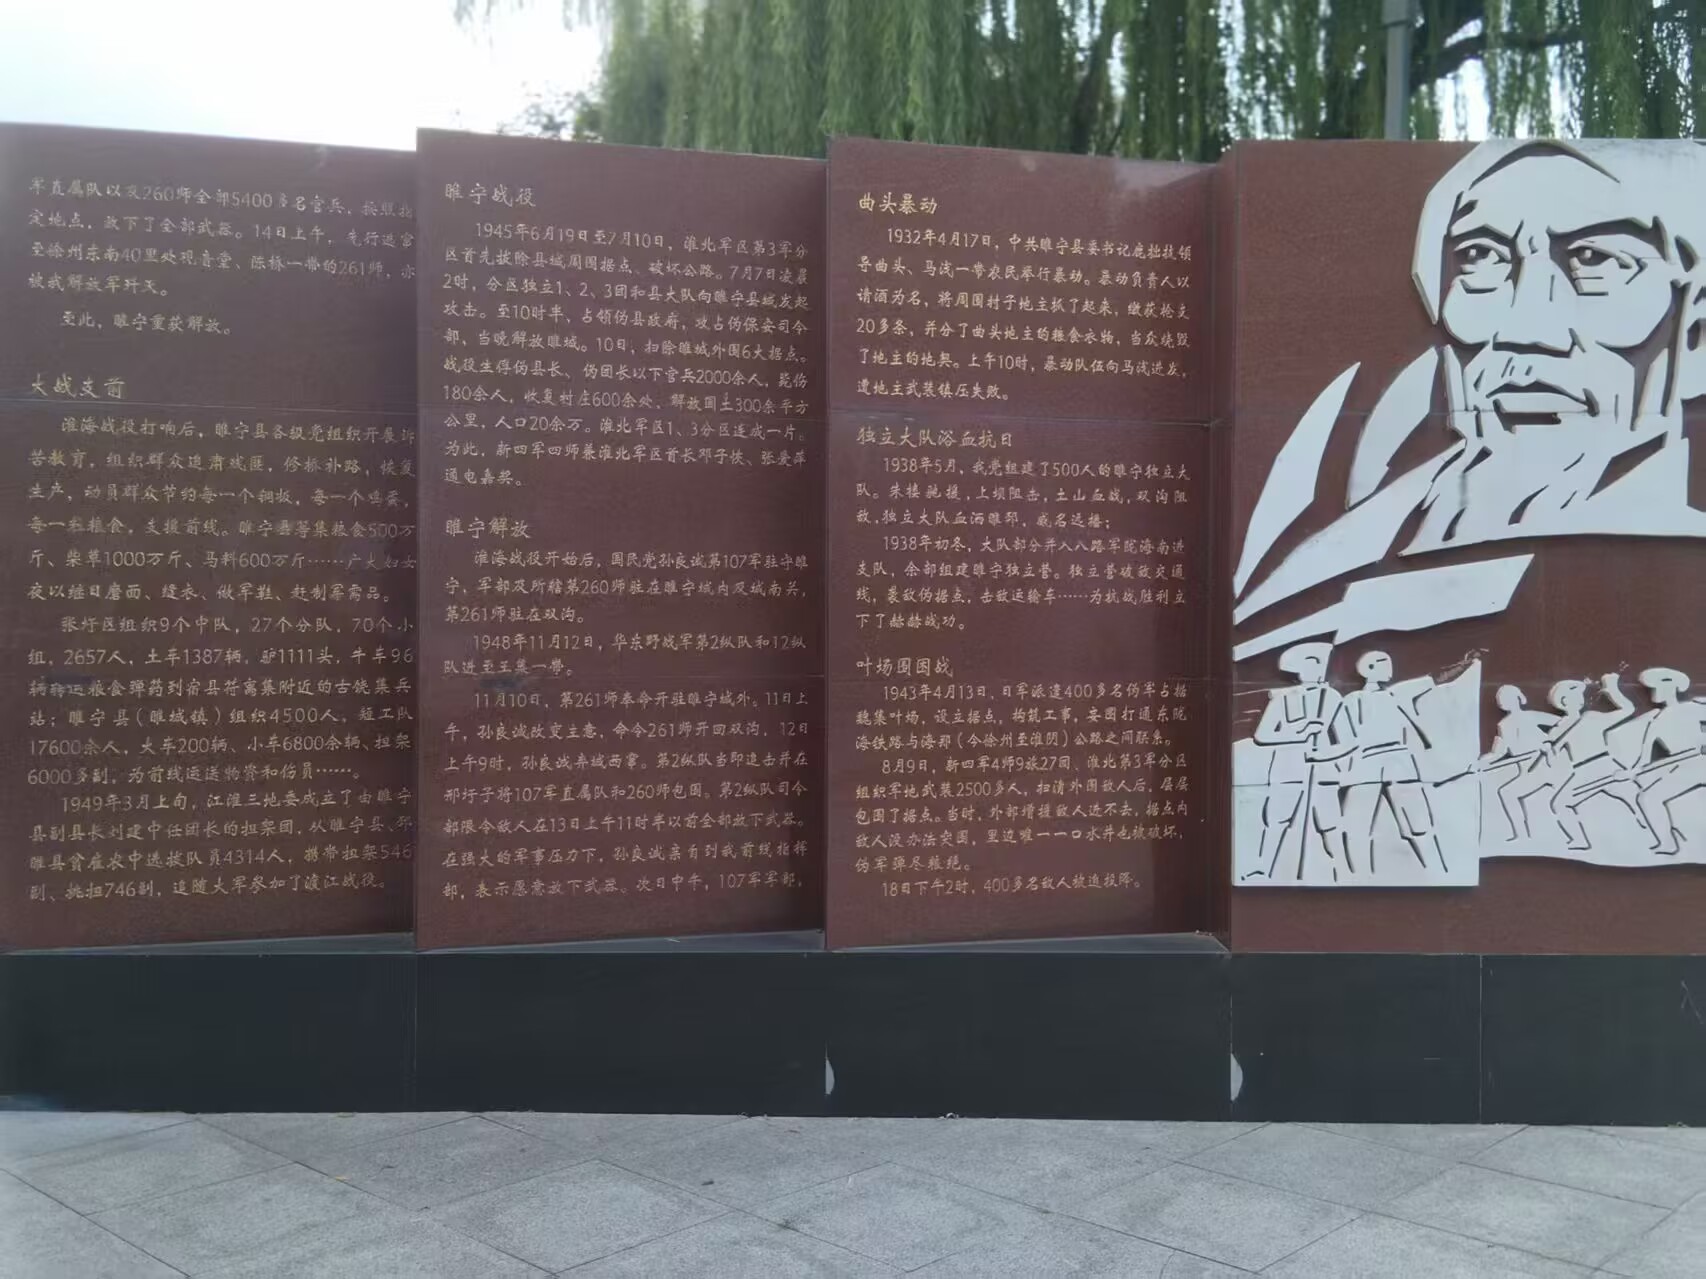 曲头暴动
1932年4月17日，中共睢宁县委书记鹿拙扶领
导曲头、马浅一带农民举行暴动。暴动负责人以
请酒为名，将周围村子地主抓了起来，缴获枪支
20多条，并分了曲头地主的粮食衣物，当众烧毁
了地主的地契。上午10时，暴动队伍向马浅进发，
遭地主武装镇压失败。
独立大队浴血抗日
1938年5月，我党组建了500人的睢宁独立大
队。朱楼驰援，上坝阻击，土山血战，双沟阻
敌，独立大队血洒睢邳，威名远播；
1938年初冬，大队部分并入八路军陇海南进
支队，余部组建睢宁独立营。独立营破敌交通
线，袭敌伪据点，击敌运输车……为抗战胜利立
下了赫赫战功。
叶场围困战
1943年4月13日，日军派遣400多名伪军占据
魏集叶场，设立据点，构筑工事，妄图打通东陇
海铁路与海郑（今徐州至淮阴）公路之间联系。
8月9日，新四军4师9旅27团、淮北第3军分区
组织军地武装2500多人，扫清外围敌人后，层层
包围了据点。当时，外部增援敌人进不去，据点内
敌人没办法突围，里边唯一一口水井也被破坏，
伪军弹尽粮绝。
18日下午2时，400多名敌人被迫投降。
睢宁战役
1945年6月19日至7月10日，淮北军区第3军分
区首先拔除县城周围据点、破坏公路。7月7日凌晨
2时，分区独立1、2、3团和县大队向睢宁县城发起
攻击。至10时半，占领伪县政府，攻占伪保安司令
部，当晚解放睢城。10日，扫除睢城外围6大据点。
战役生俘伪县长、伪团长以下官兵2000余人，毙伤
180余人，收复村庄600余处，解放国土300余平方
公里，人口20余万。淮北军区1、3分区连成一片。
为此，新四军四师兼淮北军区首长邓子恢、张爱萍
通电嘉奖。
睢宁解放
淮海战役开始后，国民党孙良诚第107军驻守睢
宁，军部及所辖第260师驻在睢宁城内及城南关，
第261师驻在双沟。
1948年11月12日，华东野战军第2纵队和12纵
队进至王集一带。
11月10日，第261师奉命开驻睢宁城外。11日上
午，孙良诚改变主意，命令261师开回双沟，12日
上午9时，孙良诚弃城西窜。第2纵队当即追击并在
邢圩子将107军直属队和260师包围。第2纵队司令
部限令敌人在13日上午11时半以前全部放下武器。
在强大的军事压力下，孙良诚亲自到我前线指挥
部，表示愿意放下武器。次日中午，107军军部，
军直属队以及260师全部5400多名官兵，按照指
定地点，放下了全部武器。14日上午，先行逃窜
至徐州东南40里处观音堂、陈桥一带的261师，亦
被我解放军歼灭。
至此，睢宁重获解放。
大战支前
淮海战役打响后，睢宁县各级党组织开展诉
苦教育，组织群众追肃残匪，修桥补路，恢复
生产，动员群众节约每一个铜板，每一个鸡蛋，
每一粒粮食，支援前线。睢宁县筹集粮食500万
斤、柴草1000万斤、马料600万斤……广大妇女
夜以继日磨面、缝衣、做军鞋、赶制军需品。
张圩区组织9个中队，27个分队，70个小
组，2657人，土车1387辆，驴1111头，牛车96
辆转运粮食弹药到宿县符离集附近的古饶集兵
站；睢宁县（睢城镇）组织4500人，短工队
17600余人，大车200辆、小车6800余辆、担架
6000多副，为前线运送物资和伤员……。
1949年3月上旬，江淮三地委成立了由睢宁
县副县长刘建中任团长的担架团，从睢宁县、邳
睢县贫雇农中选拔队员4314人，携带担架546
副、挑担746副，追随大军参加了渡江战役。